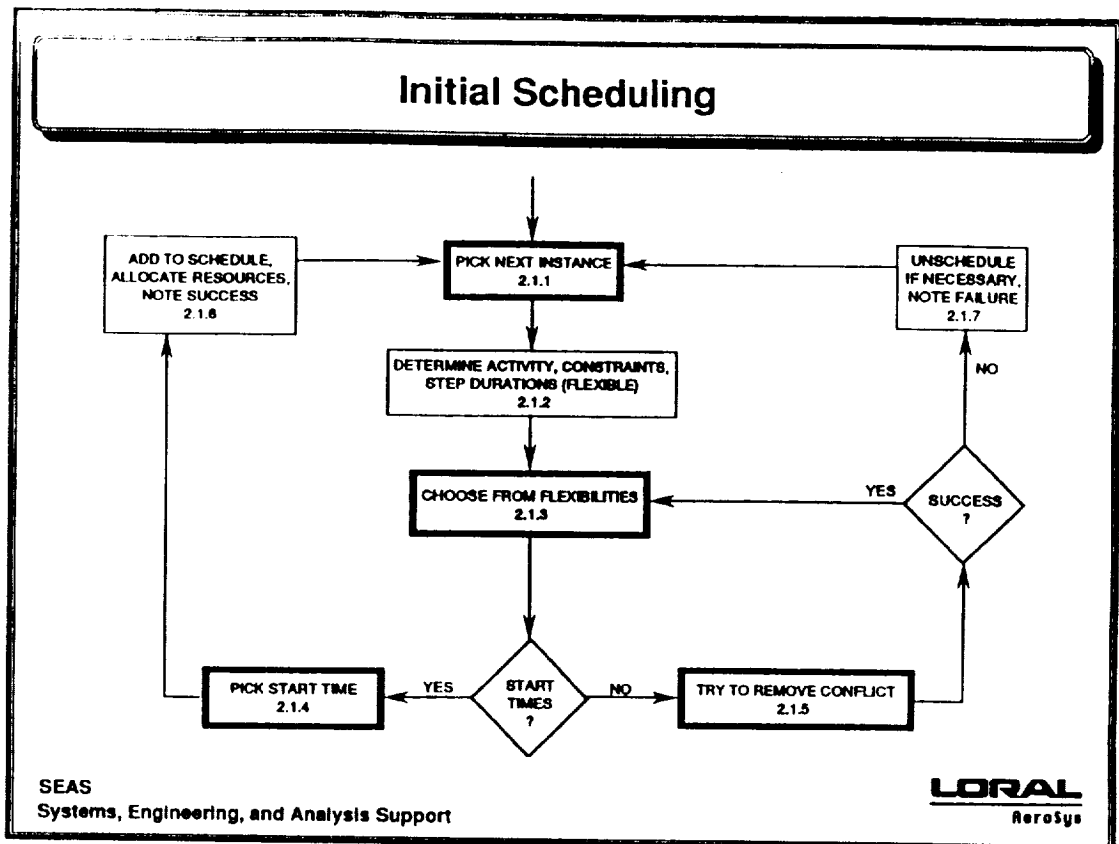 Initial Scheduling
ADD TO SCHEDULE,
ALLOCATE RESOURCES,
NOTE SUCCESS
2.1.6
PICK NEXT INSTANCE
2.1.1
UNSCHEDULE
IF NECESSARY,
NOTE FAILURE
2.1.7
DETERMINE ACTIVITY, CONSTRAINTS,
STEP DURATIONS (FLEXIBLE)
2.1.2
NO
CHOOSE FROM FLEXIBILITIES
2.1.3
YES
SUCCESS
?
PICK START TIME
2.1.4
YES
START
TIMES
?
NO
TRY TO REMOVE CONFLICT
2.1.5
SEAS
Systems, Engineering, and Analysis Support
LORAL
AeroSys